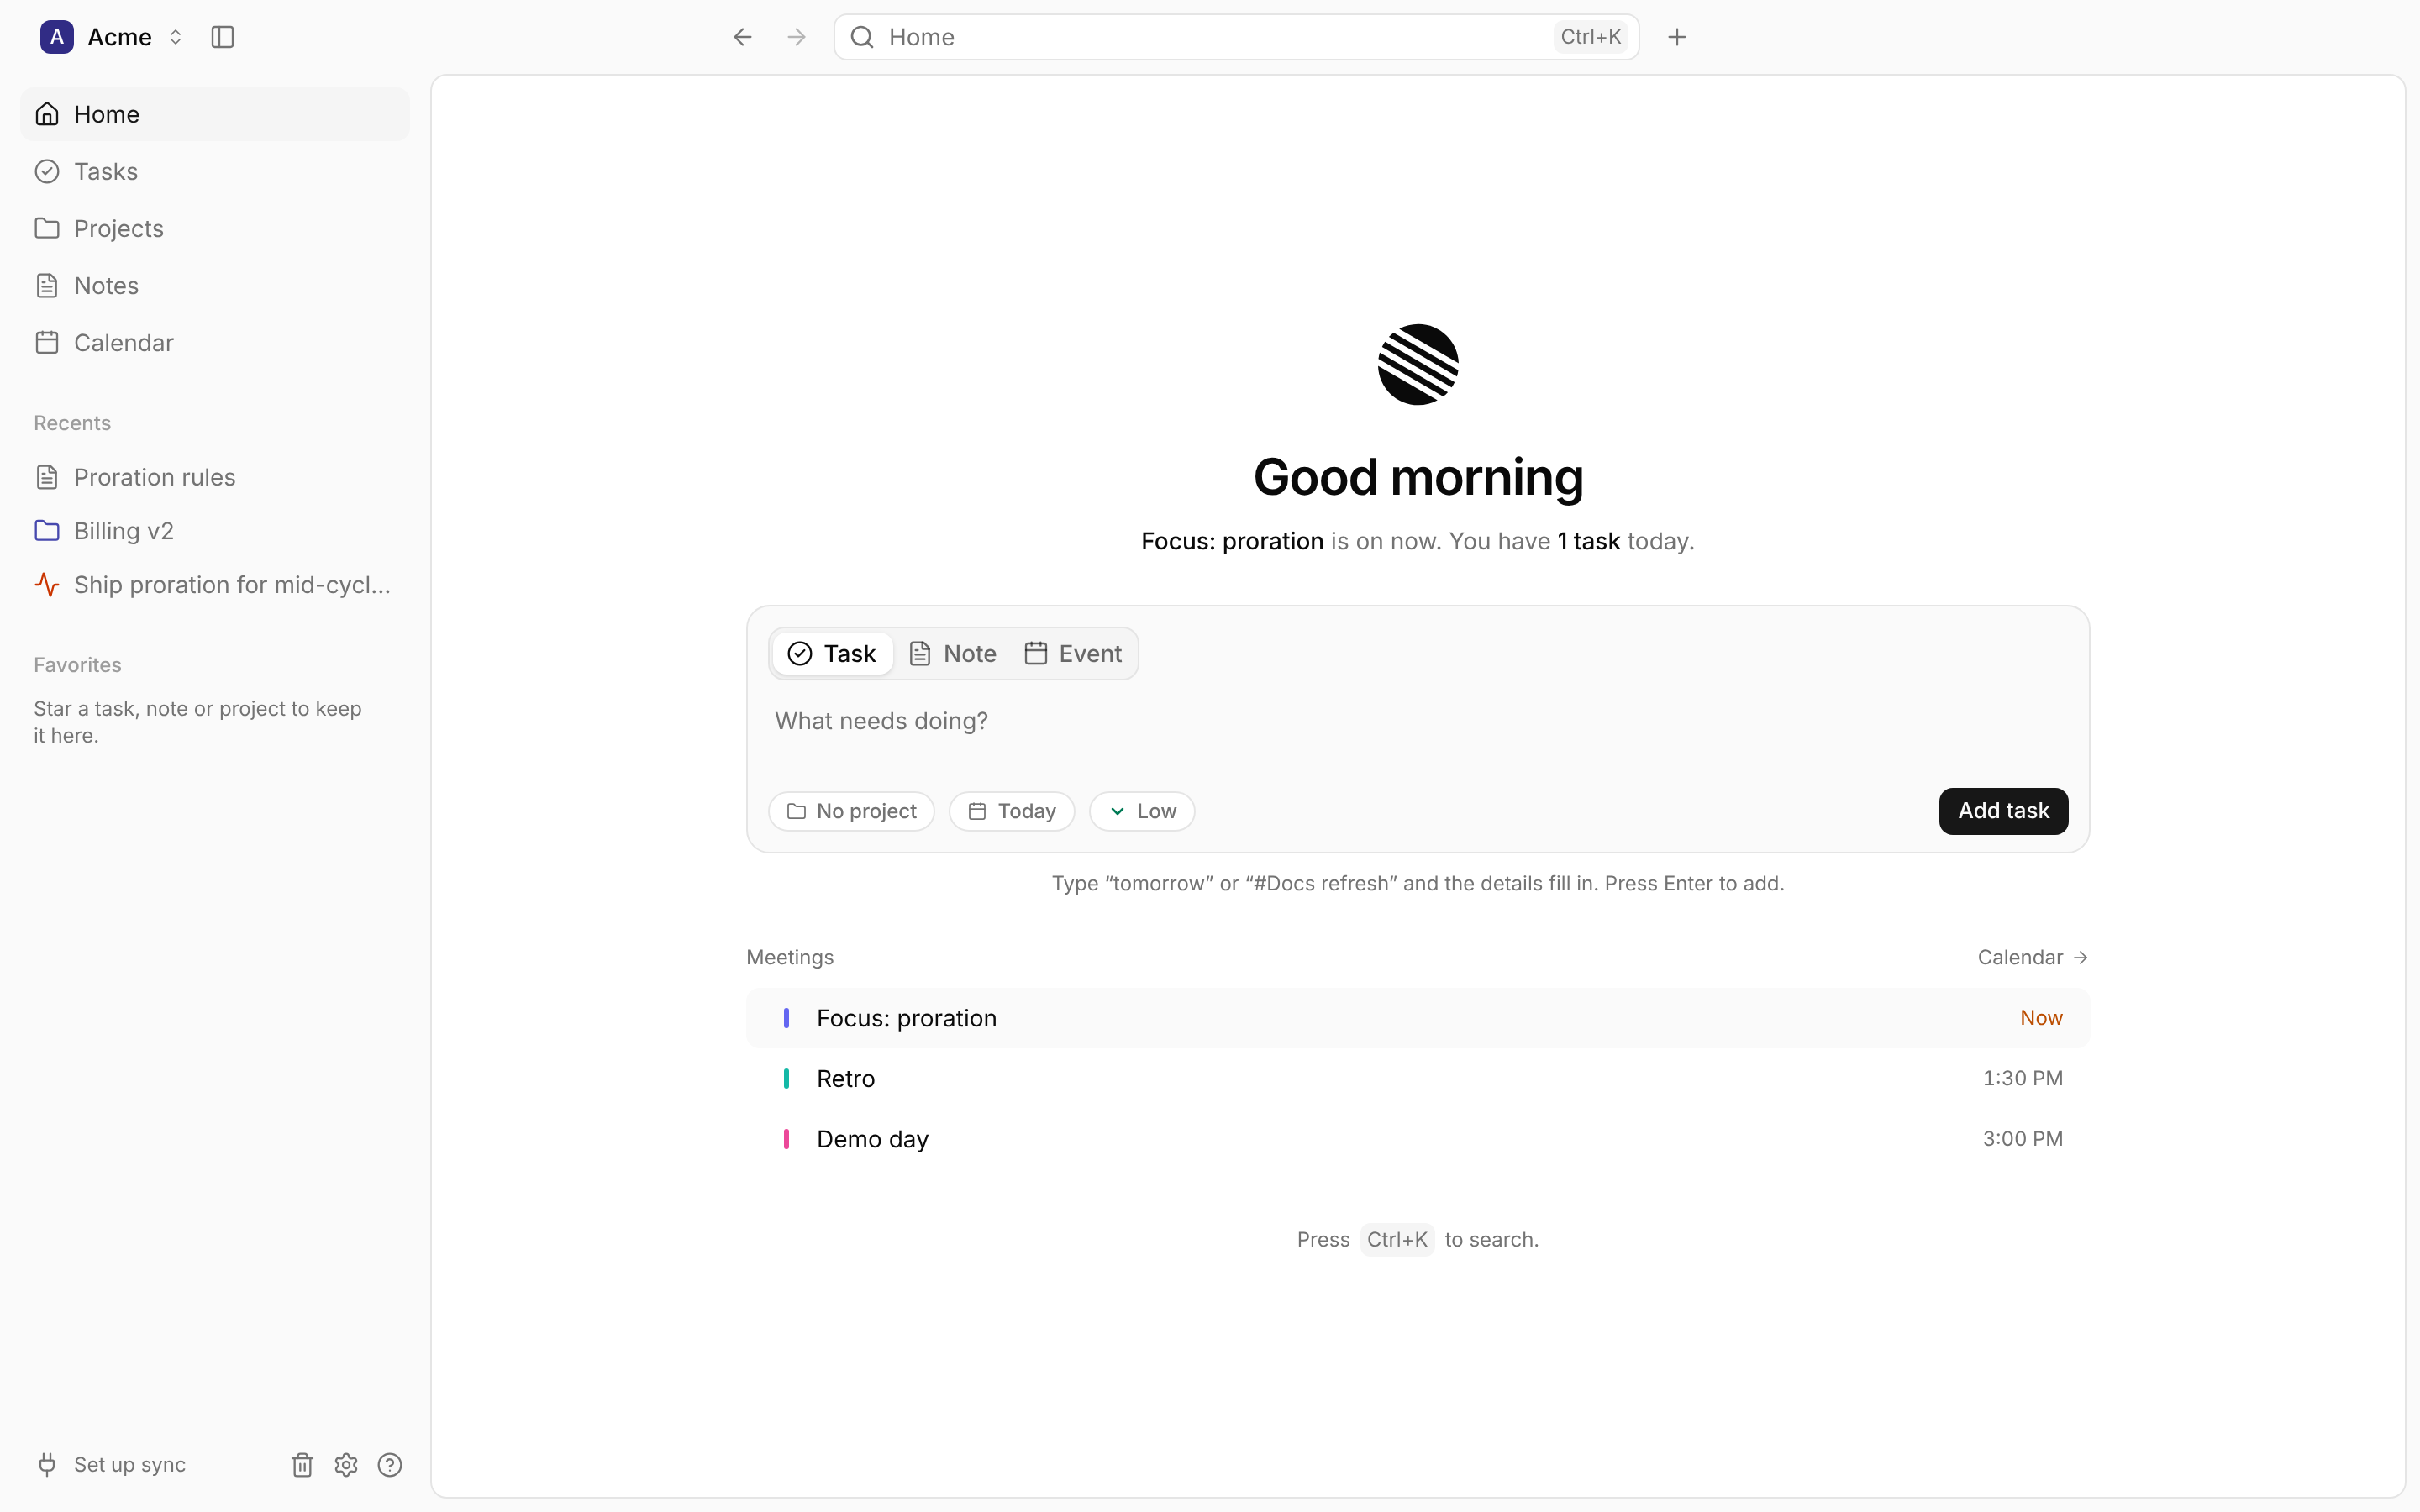 A Acme
Home Ctrl+K
Home
Tasks
Projects
Notes
Calendar
Recents
Proration rules
Billing v2
Ship proration for mid-cycl...
Favorites
Star a task, note or project to keep
it here.
Set up sync
Good morning
Focus: proration is on now. You have 1 task today.
Task Note Event
What needs doing?
No project Today Low Add task
Type “tomorrow” or “#Docs refresh” and the details fill in. Press Enter to add.
Meetings Calendar →
Focus: proration Now
Retro 1:30 PM
Demo day 3:00 PM
Press Ctrl+K to search.